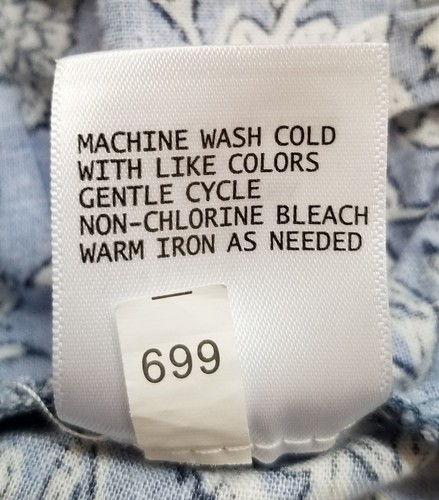 MACHINE WASH COLD
WITH LIKE COLORS
GENTLE CYCLE
NON-CHLORINE BLEACH
WARM IRON AS NEEDED
699